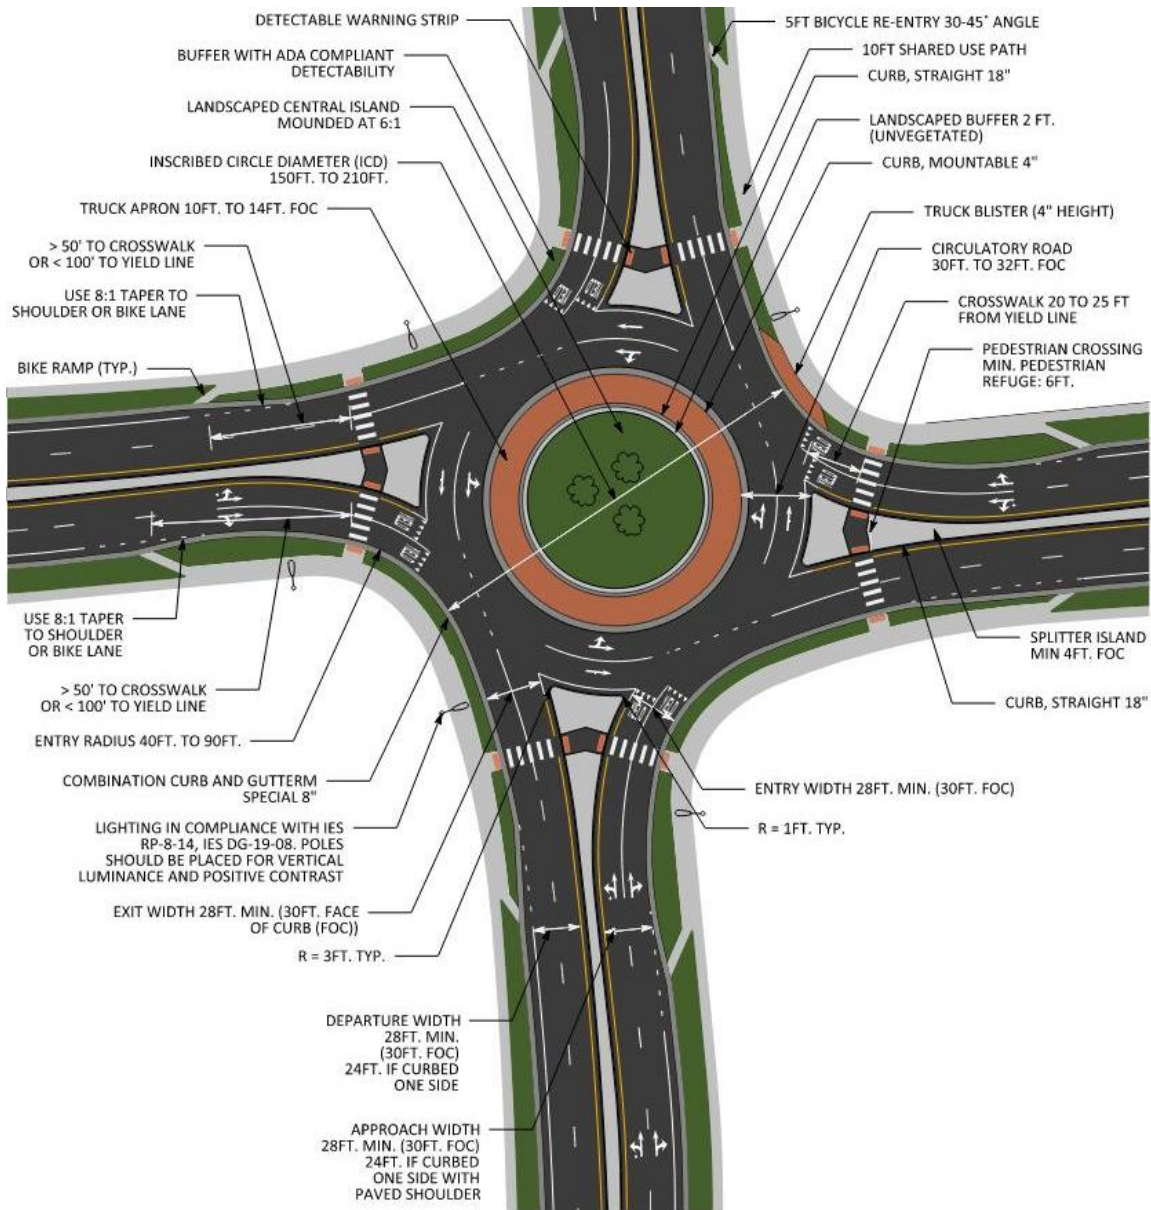 DETECTABLE WARNING STRIP
BUFFER WITH ADA COMPLIANT
DETECTABILITY
LANDSCAPED CENTRAL ISLAND
MOUNDED AT 6:1
INSCRIBED CIRCLE DIAMETER (ICD)
150FT. TO 210FT.
TRUCK APRON 10FT. TO 14FT. FOC
> 50' TO CROSSWALK
OR < 100' TO YIELD LINE
USE 8:1 TAPER TO
SHOULDER OR BIKE LANE
BIKE RAMP (TYP.)
USE 8:1 TAPER
TO SHOULDER
OR BIKE LANE
> 50' TO CROSSWALK
OR < 100' TO YIELD LINE
ENTRY RADIUS 40FT. TO 90FT.
COMBINATION CURB AND GUTTERM
SPECIAL 8"
LIGHTING IN COMPLIANCE WITH IES
RP-8-14, IES DG-19-08. POLES
SHOULD BE PLACED FOR VERTICAL
LUMINANCE AND POSITIVE CONTRAST
EXIT WIDTH 28FT. MIN. (30FT. FACE
OF CURB (FOC))
R = 3FT. TYP.
DEPARTURE WIDTH
28FT. MIN.
(30FT. FOC)
24FT. IF CURBED
ONE SIDE
APPROACH WIDTH
28FT. MIN. (30FT. FOC)
24FT. IF CURBED
ONE SIDE WITH
PAVED SHOULDER
5FT BICYCLE RE-ENTRY 30-45° ANGLE
10FT SHARED USE PATH
CURB, STRAIGHT 18"
LANDSCAPED BUFFER 2 FT.
(UNVEGETATED)
CURB, MOUNTABLE 4"
TRUCK BLISTER (4" HEIGHT)
CIRCULATORY ROAD
30FT. TO 32FT. FOC
CROSSWALK 20 TO 25 FT
FROM YIELD LINE
PEDESTRIAN CROSSING
MIN. PEDESTRIAN
REFUGE: 6FT.
SPLITTER ISLAND
MIN 4FT. FOC
CURB, STRAIGHT 18"
ENTRY WIDTH 28FT. MIN. (30FT. FOC)
R = 1FT. TYP.